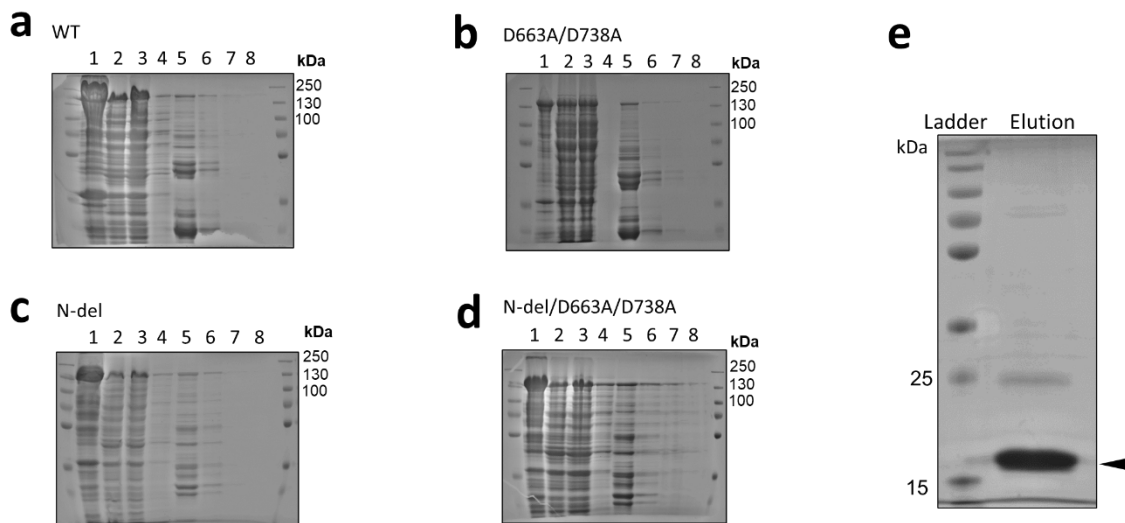 a WT
1 2 3 4 5 6 7 8 kDa
250
130
100
b D663A/D738A
1 2 3 4 5 6 7 8 kDa
250
130
100
c N-del
1 2 3 4 5 6 7 8 kDa
250
130
100
d N-del/D663A/D738A
1 2 3 4 5 6 7 8 kDa
250
130
100
e
Ladder Elution
kDa
25
15